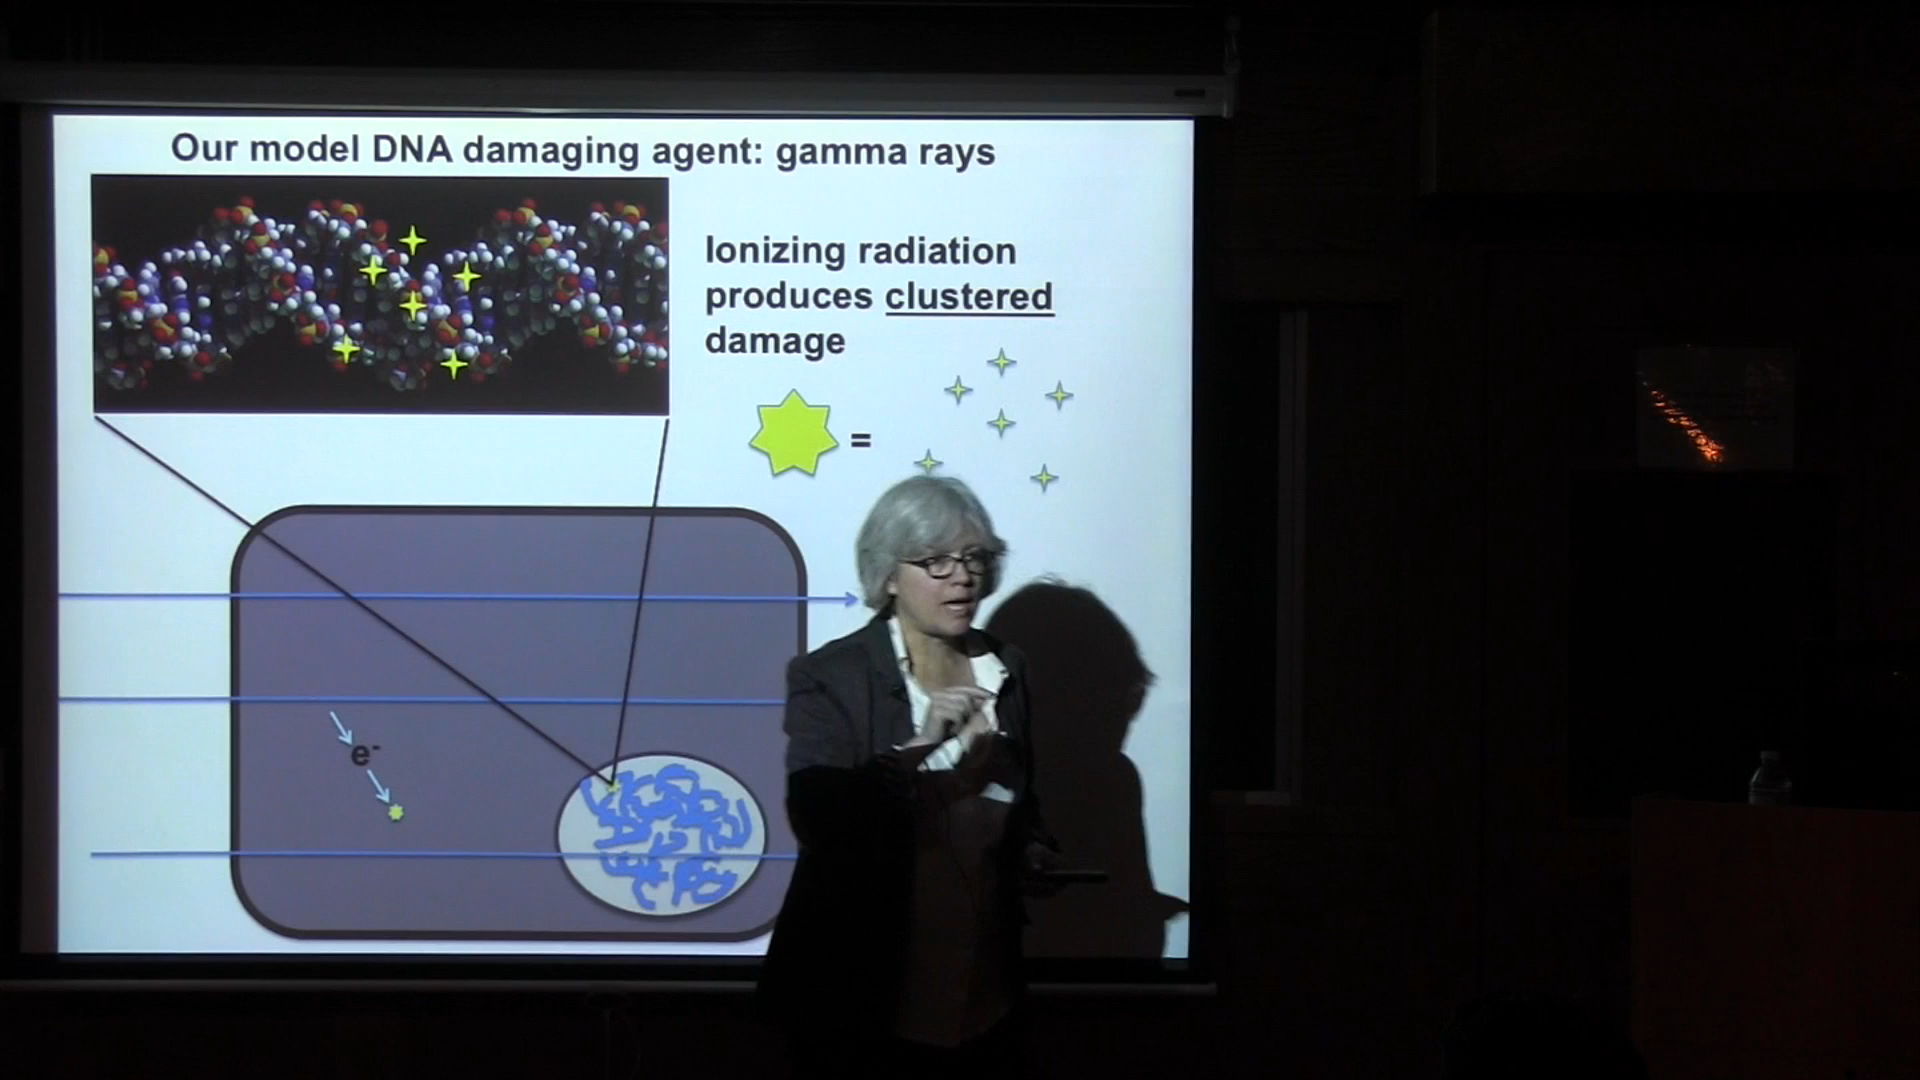 Our model DNA damaging agent: gamma rays
Ionizing radiation
produces clustered
damage
=
e-